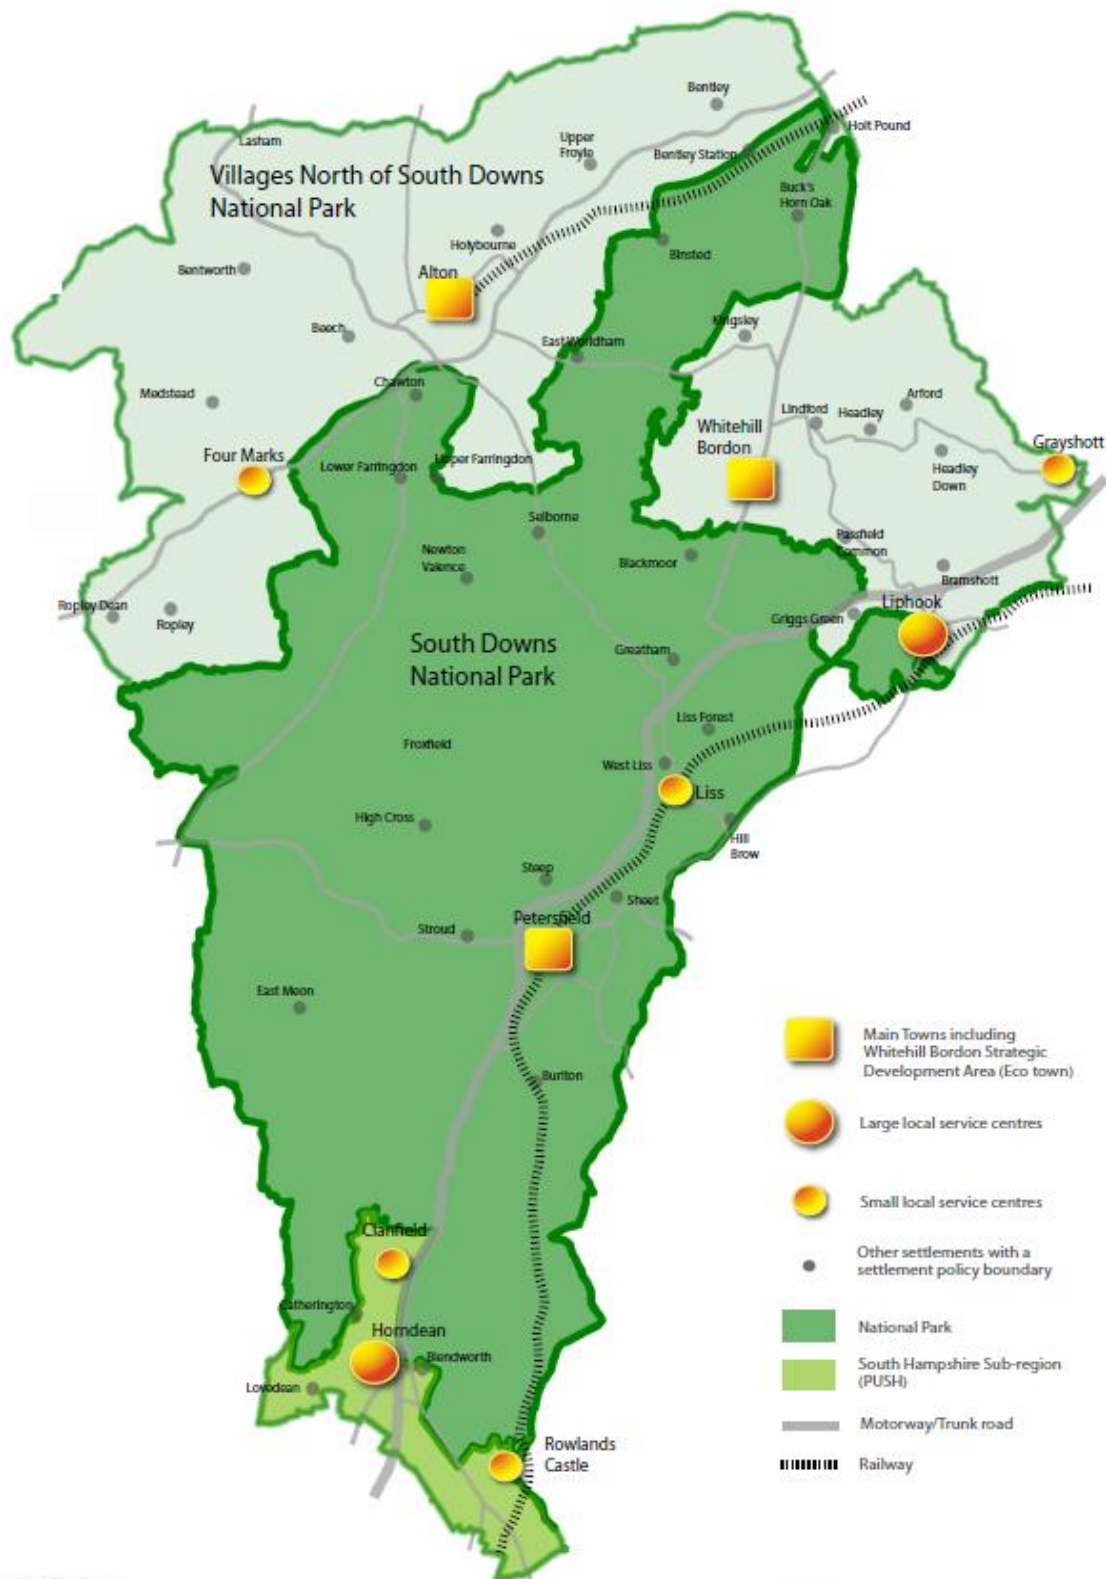 Bentley
Holt Pound
Lasham
Upper
Froyle
Bentley Station
Villages North of South Downs
National Park
Buck's
Horn Oak
Holybourne
Binsted
Bentworth
Alton
Kingsley
Beech
East Worldham
Chawton
Medstead
Arford
Lindford
Headley
Whitehill
Bordon
Grayshott
Four Marks
Lower Farringdon
Upper Farringdon
Headley
Down
Selborne
Passfield
Common
Newton
Valence
Blackmoor
Bramshott
Ropley Dean
Ropley
Liphook
Griggs Green
South Downs
National Park
Greatham
Liss Forest
Froxfield
West Liss
Liss
High Cross
Hill
Brow
Steep
Sheet
Petersfield
Stroud
East Meon
Main Towns including
Whitehill Bordon Strategic
Development Area (Eco town)
Buriton
Large local service centres
Small local service centres
Clanfield
Other settlements with a
settlement policy boundary
Catherington
Horndean
National Park
Blendworth
South Hampshire Sub-region
(PUSH)
Lovedean
Motorway/Trunk road
Rowlands
Castle
Railway